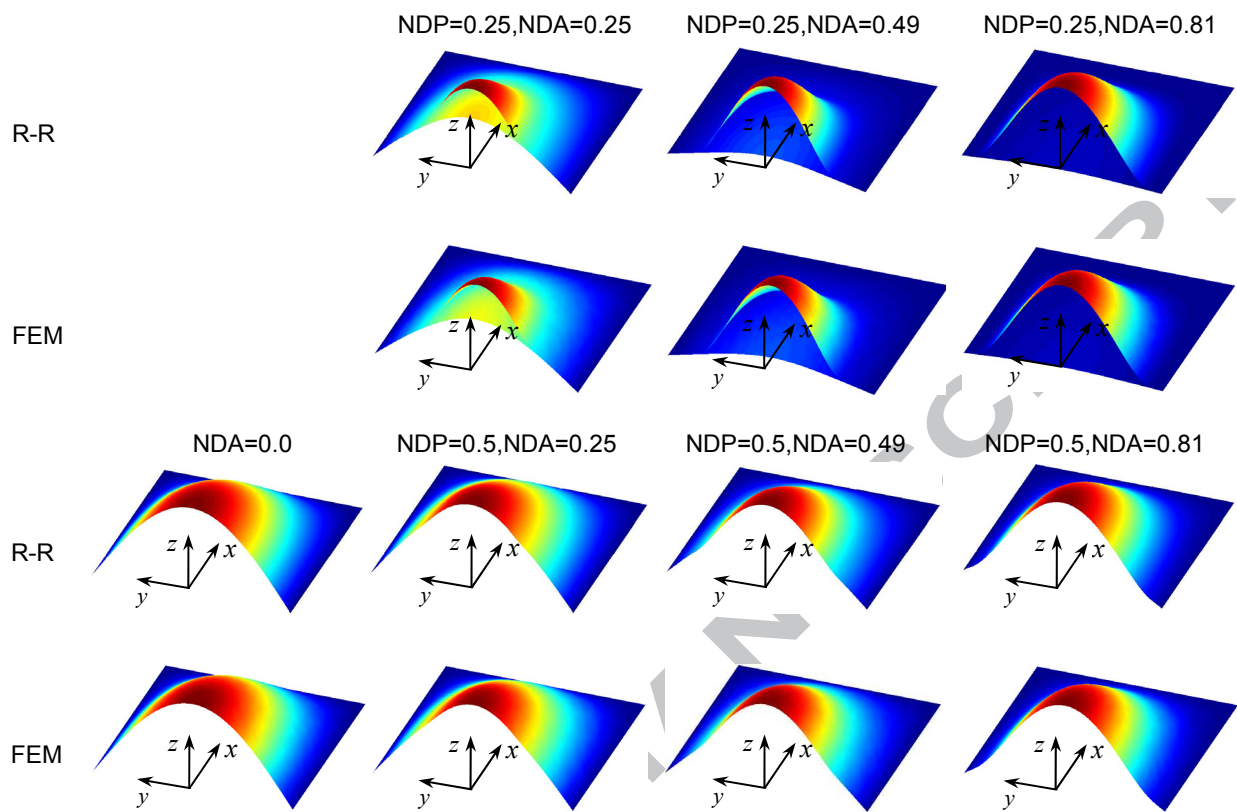 NDP=0.25,NDA=0.25 NDP=0.25,NDA=0.49 NDP=0.25,NDA=0.81
R-R
z x y z x y z x y
FEM
z x y z x y z x y
NDA=0.0 NDP=0.5,NDA=0.25 NDP=0.5,NDA=0.49 NDP=0.5,NDA=0.81
R-R
z x y z x y z x y z x y
FEM
z x y z x y z x y z x y